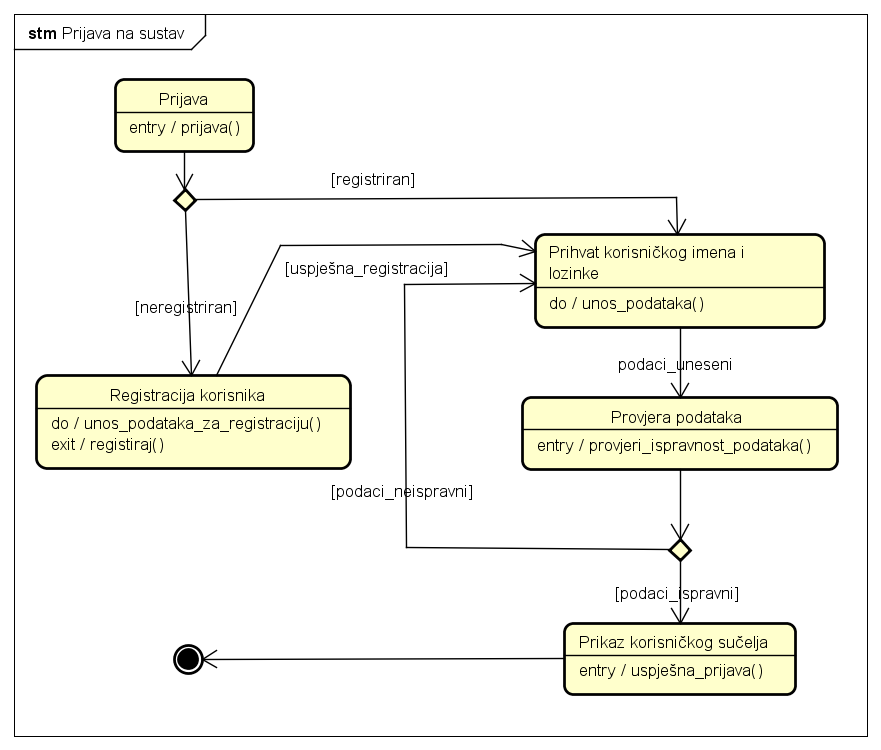 stm Prijava na sustav
Prijava
entry / prijava()
[registriran]
Prihvat korisničkog imena i
lozinke
do / unos_podataka()
[uspješna_registracija]
[neregistriran]
podaci_uneseni
Registracija korisnika
do / unos_podataka_za_registraciju()
exit / registiraj()
Provjera podataka
entry / provjeri_ispravnost_podataka()
[podaci_neispravni]
[podaci_ispravni]
Prikaz korisničkog sučelja
entry / uspješna_prijava()